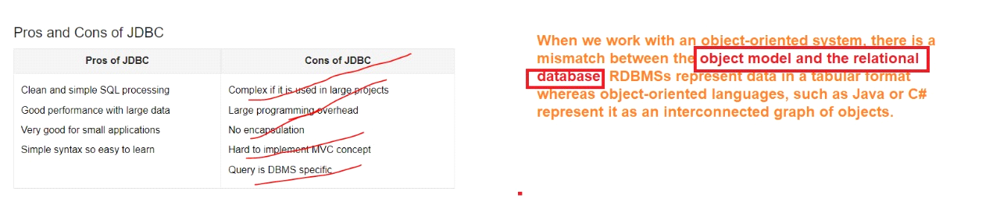 Pros and Cons of JDBC
Pros of JDBC
Cons of JDBC
Clean and simple SQL processing
Complex if it is used in large projects
Good performance with large data
Large programming overhead
Very good for small applications
No encapsulation
Simple syntax so easy to learn
Hard to implement MVC concept
Query is DBMS specific
When we work with an object-oriented system, there is a
mismatch between the object model and the relational
database. RDBMSs represent data in a tabular format
whereas object-oriented languages, such as Java or C#
represent it as an interconnected graph of objects.